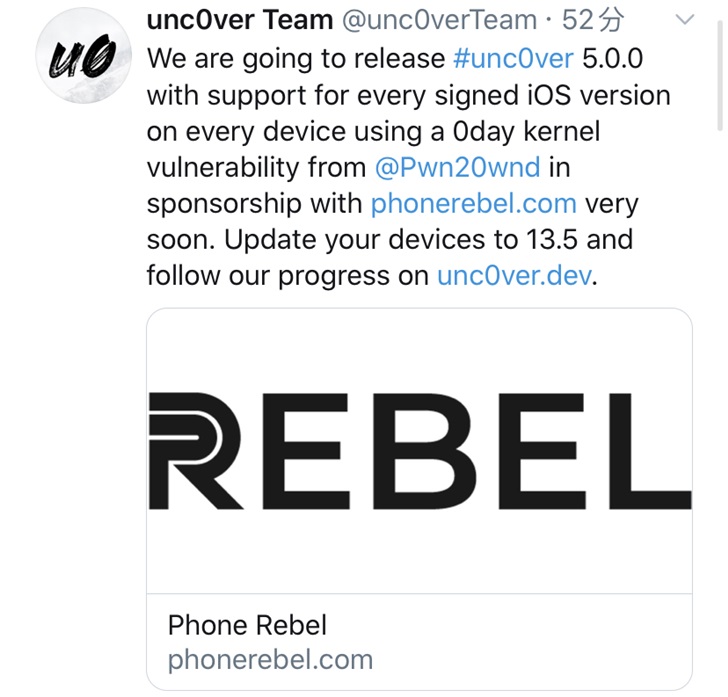 unc0ver Team @unc0verTeam · 52分
u0
We are going to release #unc0ver 5.0.0
with support for every signed iOS version
on every device using a 0day kernel
vulnerability from @Pwn20wnd in
sponsorship with phonerebel.com very
soon. Update your devices to 13.5 and
follow our progress on unc0ver.dev.
REBEL
Phone Rebel
phonerebel.com